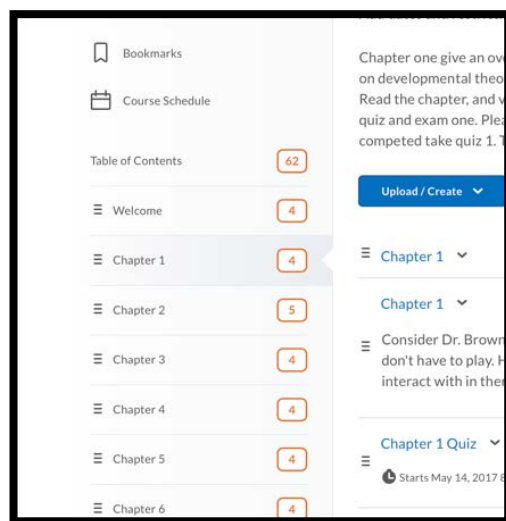 Bookmarks
Course Schedule
Table of Contents 62
Welcome 4
Chapter 1 4
Chapter 2 5
Chapter 3 4
Chapter 4 4
Chapter 5 4
Chapter 6 4
Chapter one give an
on developmental
Read the chapter, and
quiz and exam one.
competed take quiz 1.
Upload / Create
Chapter 1
Chapter 1
Consider Dr. Brown
don't have to play.
interact with in
Chapter 1 Quiz
Starts May 14, 2017